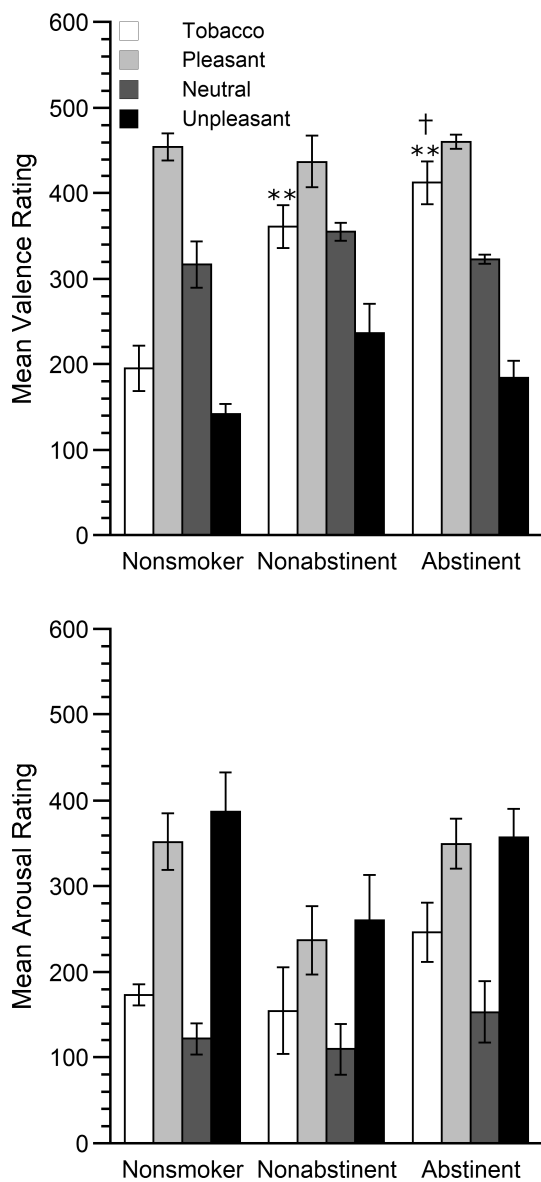 600
Tobacco
Pleasant
500
Neutral
Unpleasant
†
**
400
**
300
200
100
0
Mean Valence Rating
Nonsmoker Nonabstinent Abstinent
600
500
400
300
200
100
0
Mean Arousal Rating
Nonsmoker Nonabstinent Abstinent